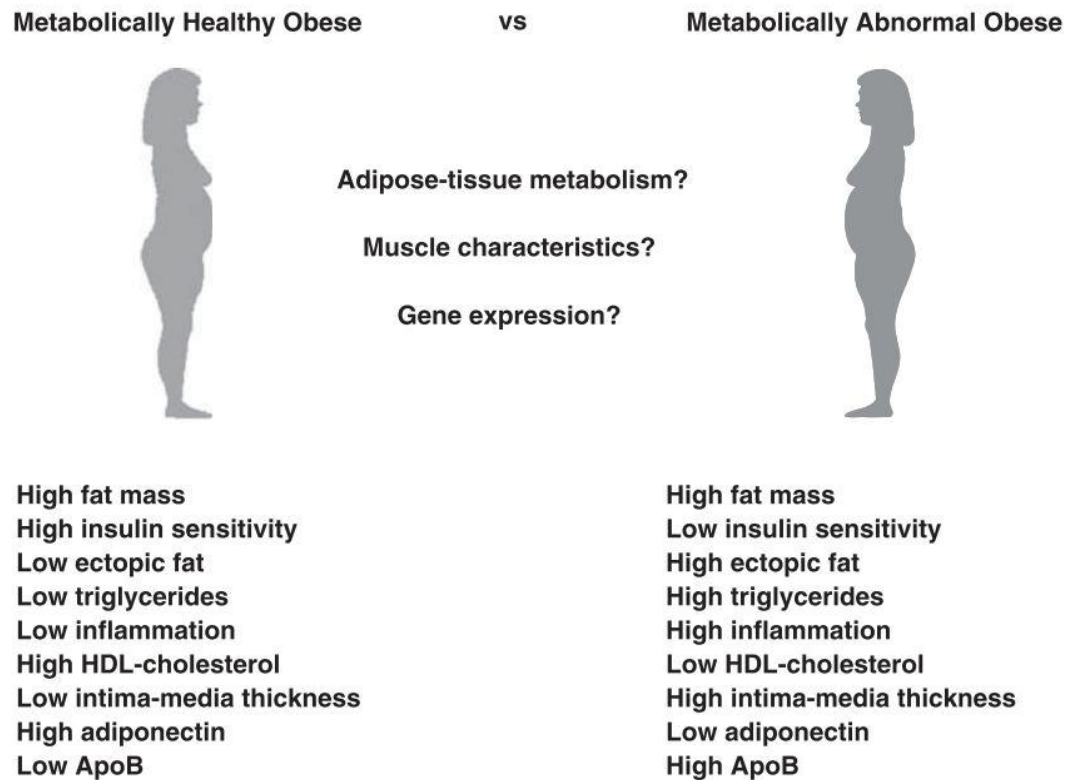 Metabolically Healthy Obese vs Metabolically Abnormal Obese
Adipose-tissue metabolism?
Muscle characteristics?
Gene expression?
High fat mass
High insulin sensitivity
Low ectopic fat
Low triglycerides
Low inflammation
High HDL-cholesterol
Low intima-media thickness
High adiponectin
Low ApoB
High fat mass
Low insulin sensitivity
High ectopic fat
High triglycerides
High inflammation
Low HDL-cholesterol
High intima-media thickness
Low adiponectin
High ApoB